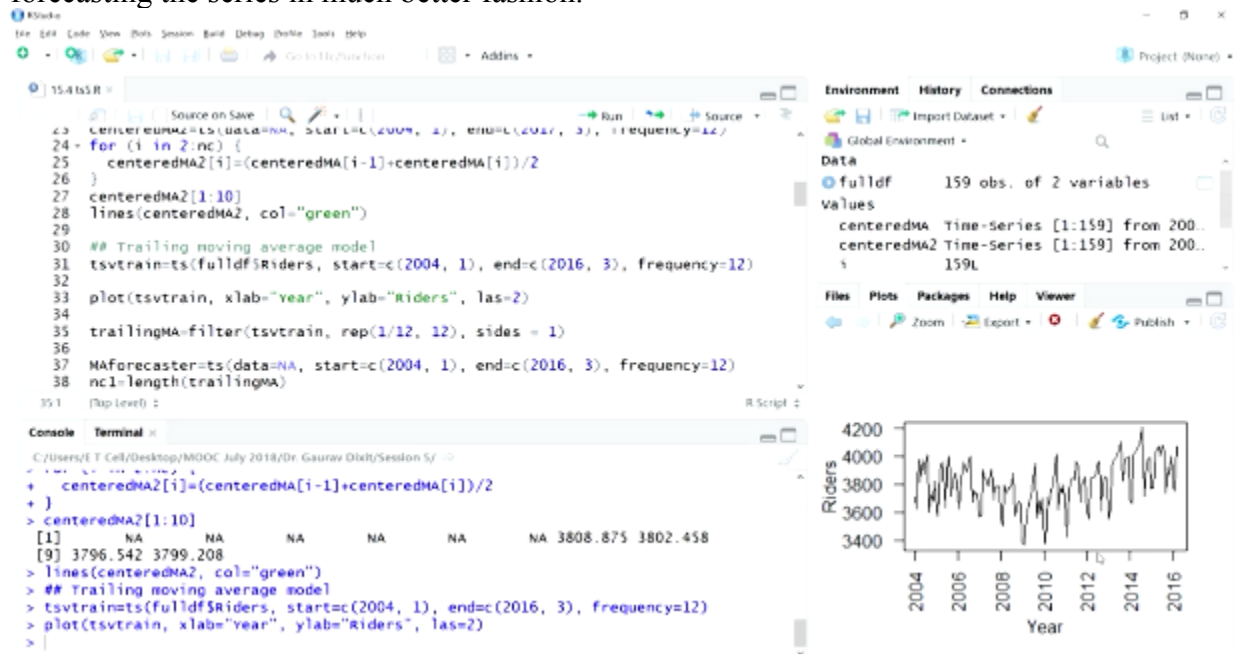 forecasting the series in much better fashion.
RStudio
File Edit Code View Plots Session Build Debug Profile Tools Help
Go to file/function Addins Project (None)
15.4 ts5.R
Source on Save Run Source
23 centeredMA2=ts(data=NA, start=c(2004, 1), end=c(2017, 3), frequency=12)
24 for (i in 2:nc) {
25 centeredMA2[i]=(centeredMA[i-1]+centeredMA[i])/2
26 }
27 centeredMA2[1:10]
28 lines(centeredMA2, col="green")
29
30 ## Trailing moving average model
31 tsvtrain=ts(fulldf$Riders, start=c(2004, 1), end=c(2016, 3), frequency=12)
32
33 plot(tsvtrain, xlab="Year", ylab="Riders", las=2)
34
35 trailingMA=filter(tsvtrain, rep(1/12, 12), sides = 1)
36
37 MAforecaster=ts(data=NA, start=c(2004, 1), end=c(2016, 3), frequency=12)
38 nc1=length(trailingMA)
35:1 (Top Level) R Script
Console Terminal
C:/Users/E T Cell/Desktop/MOOC July 2018/Dr. Gaurav Dixit/Session 5/
> for (i in 2:nc) {
+ centeredMA2[i]=(centeredMA[i-1]+centeredMA[i])/2
+ }
> centeredMA2[1:10]
[1] NA NA NA NA NA NA 3808.875 3802.458
[9] 3796.542 3799.208
> lines(centeredMA2, col="green")
> ## Trailing moving average model
> tsvtrain=ts(fulldf$Riders, start=c(2004, 1), end=c(2016, 3), frequency=12)
> plot(tsvtrain, xlab="Year", ylab="Riders", las=2)
>
Environment History Connections
Import Dataset List
Global Environment
Data
fulldf 159 obs. of 2 variables
Values
centeredMA Time-Series [1:159] from 200..
centeredMA2 Time-Series [1:159] from 200..
i 159L
Files Plots Packages Help Viewer
Zoom Export Publish
4200
4000
3800
3600
3400
Riders
2004 2006 2008 2010 2012 2014 2016
Year